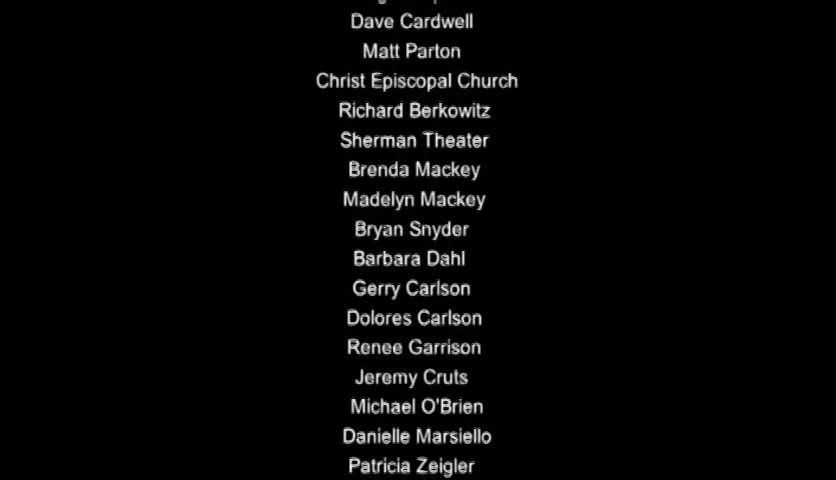 Dave Cardwell
Matt Parton
Christ Episcopal Church
Richard Berkowitz
Sherman Theater
Brenda Mackey
Madelyn Mackey
Bryan Snyder
Barbara Dahl
Gerry Carlson
Dolores Carlson
Renee Garrison
Jeremy Cruts
Michael O'Brien
Danielle Marsiello
Patricia Zeigler